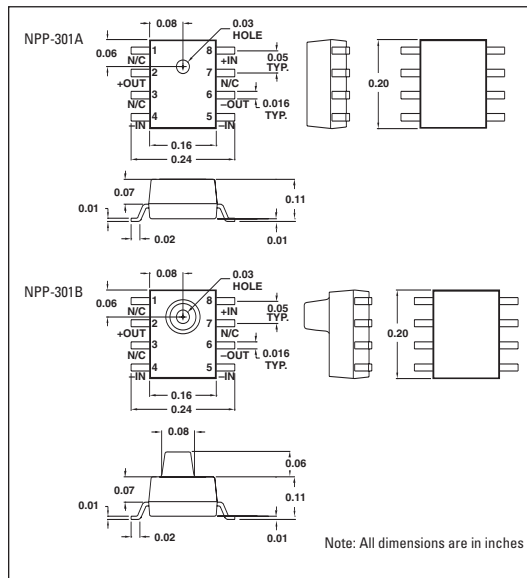 NPP-301A
0.08
0.03
HOLE
0.06
1
8
N/C
+IN
0.05
TYP.
2
7
+OUT
N/C
3
6
N/C
–OUT
0.016
TYP.
4
5
–IN
–IN
0.16
0.24
0.20
0.07
0.11
0.01
0.02
0.01
NPP-301B
0.08
0.03
HOLE
0.06
1
8
N/C
+IN
0.05
TYP.
2
7
+OUT
N/C
3
6
N/C
–OUT
0.016
TYP.
4
5
–IN
–IN
0.16
0.24
0.20
0.08
0.06
0.07
0.11
0.01
0.02
0.01
Note: All dimensions are in inches